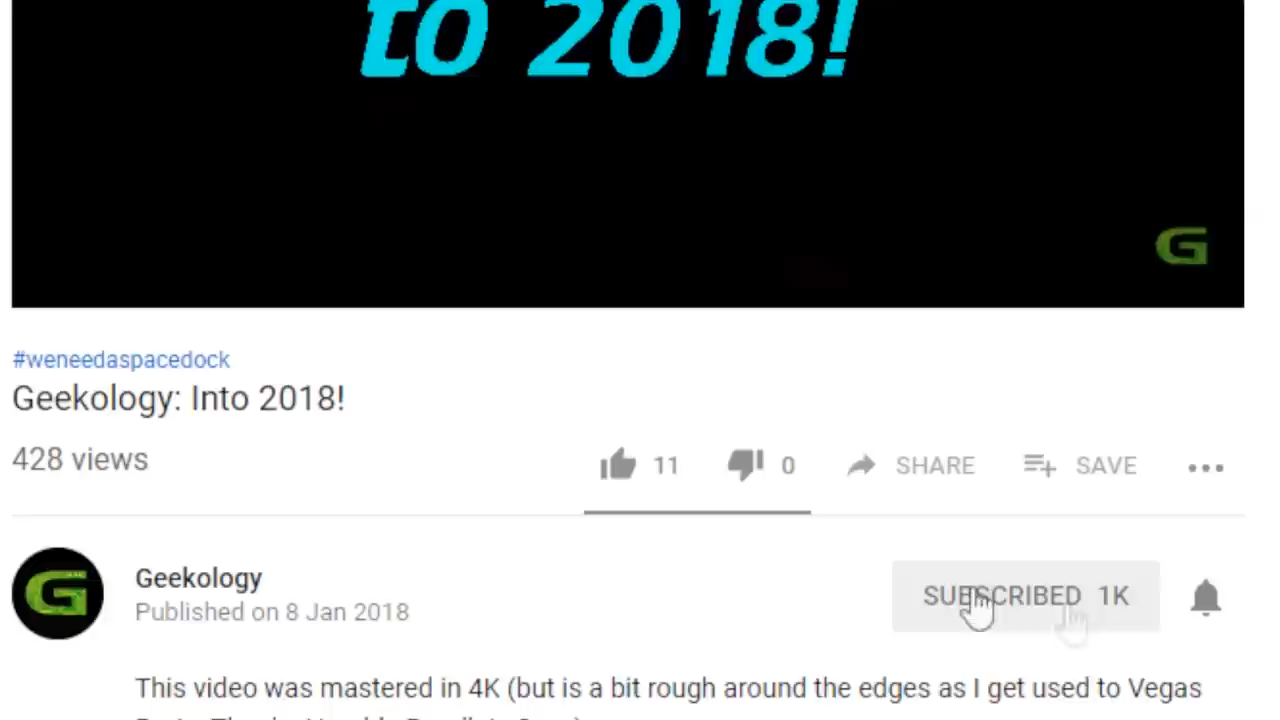 to 2018!
G
#weneedaspacedock
Geekology: Into 2018!
428 views
11 0 SHARE SAVE
G
Geekology
Published on 8 Jan 2018
SUBSCRIBED 1K
This video was mastered in 4K (but is a bit rough around the edges as I get used to Vegas